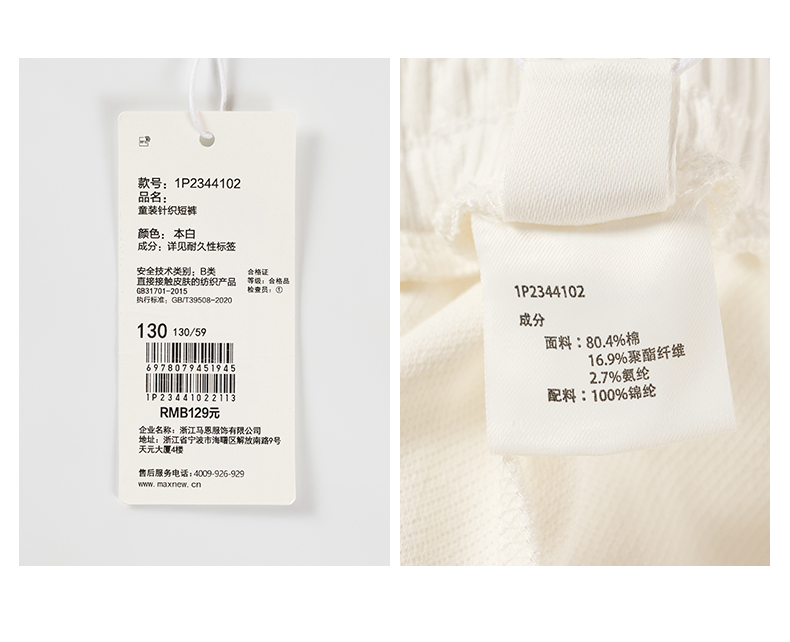 款号：1P2344102
品名：
童装针织短裤
颜色：本白
成分：详见耐久性标签
安全技术类别：B类
直接接触皮肤的纺织产品
GB31701-2015
执行标准：GB/T39508-2020
合格证
等级：合格品
检查员：①
130 130/59
6978079451945
1P23441022113
RMB129元
企业名称：浙江马恩服饰有限公司
地址：浙江省宁波市海曙区解放南路9号
天元大厦4楼
售后服务电话：4009-926-929
www.maxnew.cn
1P2344102
成分
面料：80.4%棉
16.9%聚酯纤维
2.7%氨纶
配料：100%锦纶